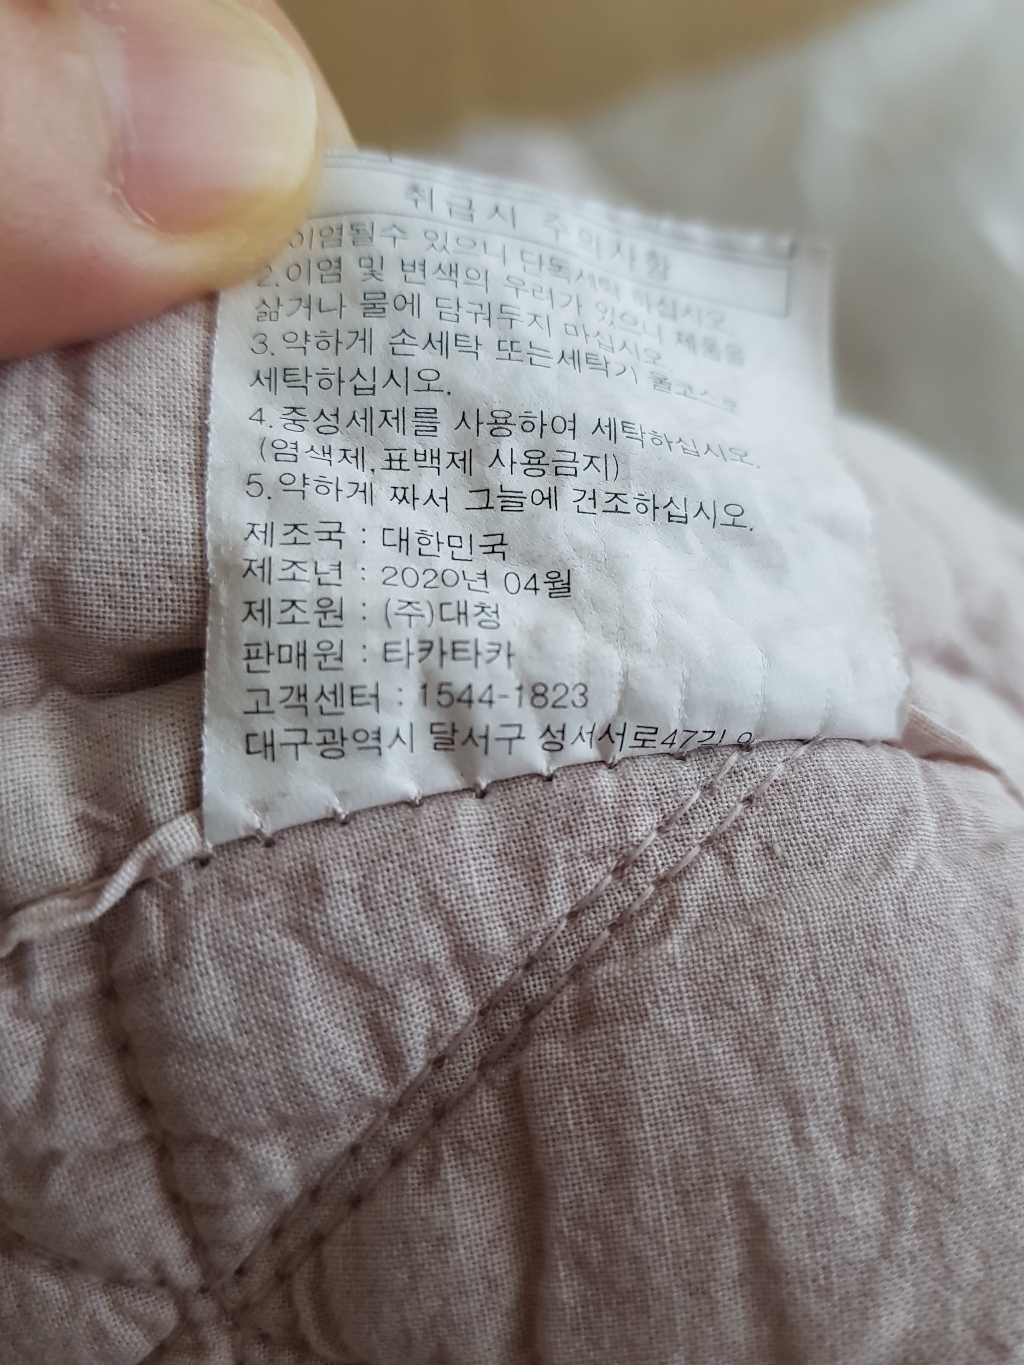 취급시 주의사항
이염될수 있으니 단독세탁 하십시오.
2.이염 및 변색의 우려가 있으니 제품을
삶거나 물에 담궈두지 마십시오.
3.약하게 손세탁 또는세탁기 울코스로
세탁하십시오.
4.중성세제를 사용하여 세탁하십시오.
(염색제,표백제 사용금지)
5.약하게 짜서 그늘에 건조하십시오.
제조국 : 대한민국
제조년 : 2020년 04월
제조원 : (주)대청
판매원 : 타카타카
고객센터 : 1544-1823
대구광역시 달서구 성서서로47길